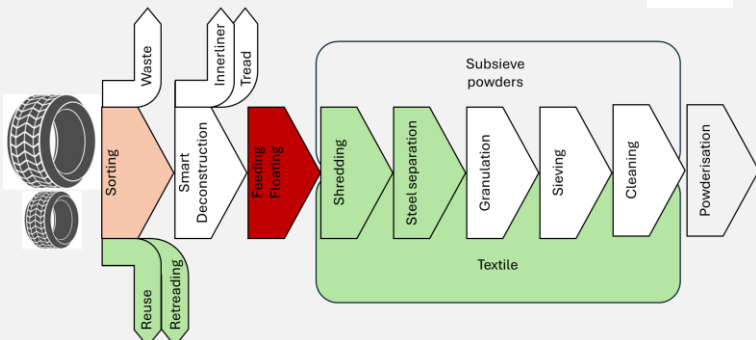 Waste
Innerliner
Tread
Subsieve
powders
Sorting
Smart
Deconstruction
Feeding
Floating
Shredding
Steel separation
Granulation
Sieving
Cleaning
Powderisation
Textile
Reuse
Retreading